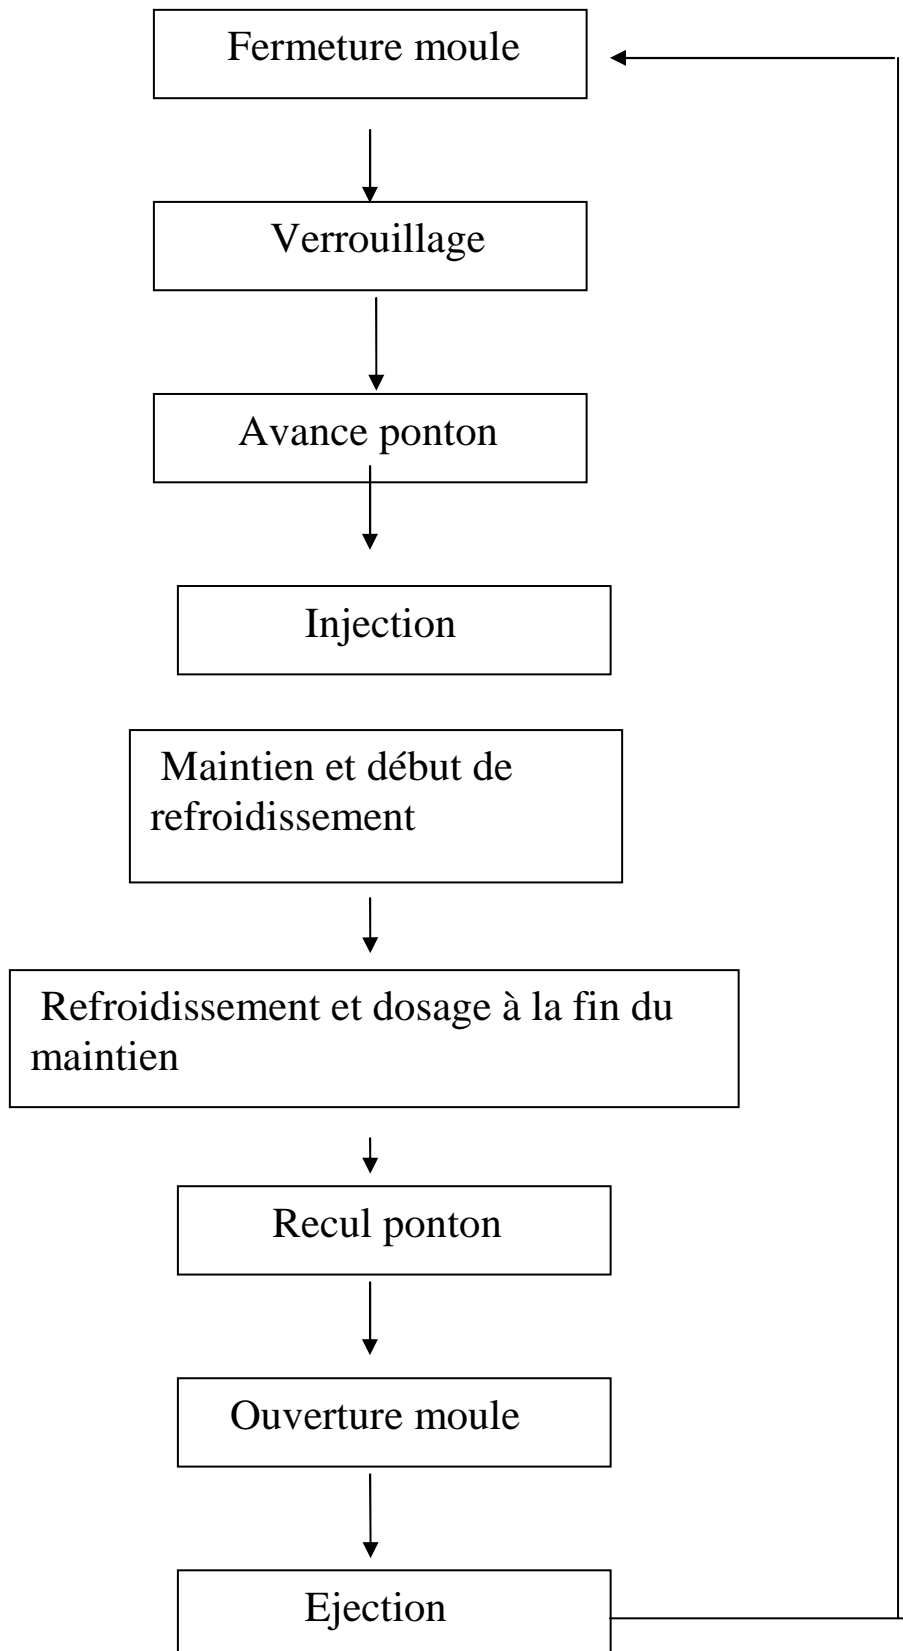 Fermeture moule
Verrouillage
Avance ponton
Injection
Maintien et début de
refroidissement
Refroidissement et dosage à la fin du
maintien
Recul ponton
Ouverture moule
Ejection